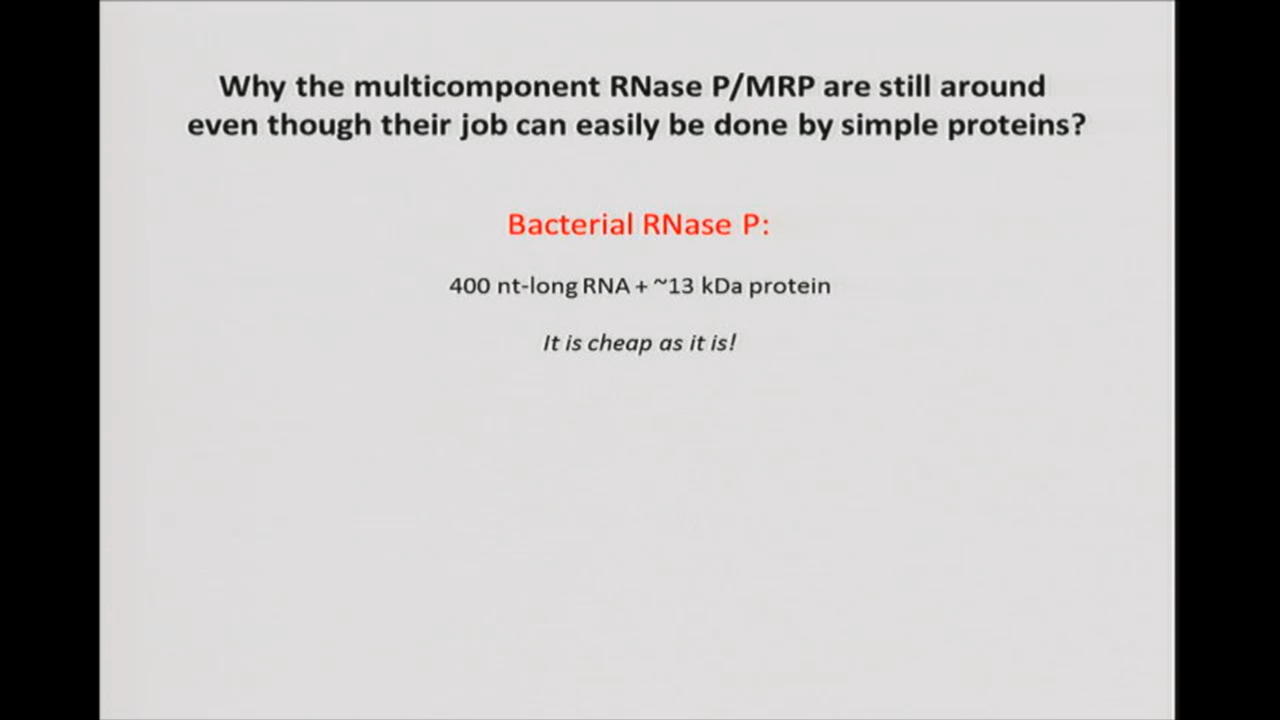 Why the multicomponent RNase P/MRP are still around
even though their job can easily be done by simple proteins?
Bacterial RNase P:
400 nt-long RNA + ~13 kDa protein
It is cheap as it is!